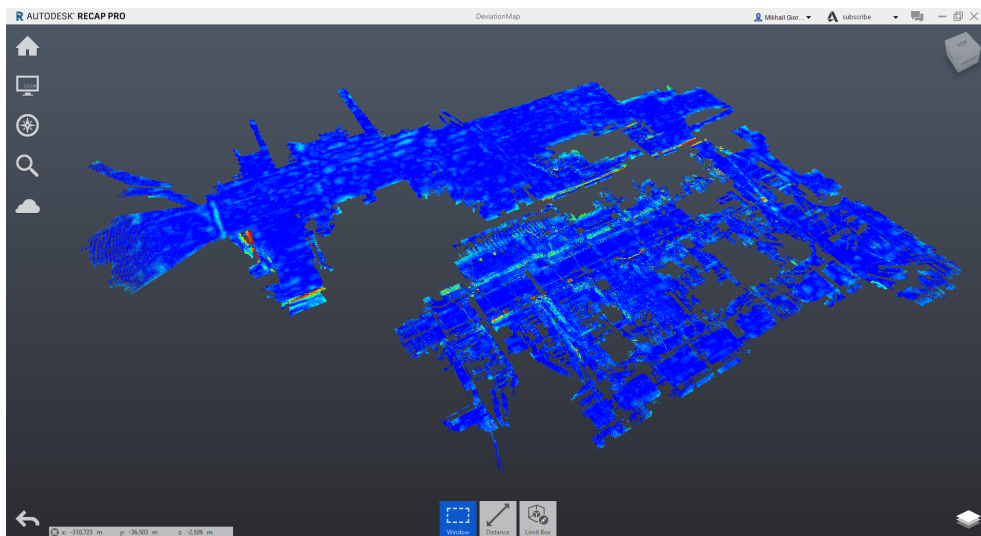 R AUTODESK® RECAP PRO
DeviationMap
Mikhail Gior...
subscribe
TOP
x: -310.723 m y: -36.503 m z: -2.506 m
Window
Distance
Limit Box